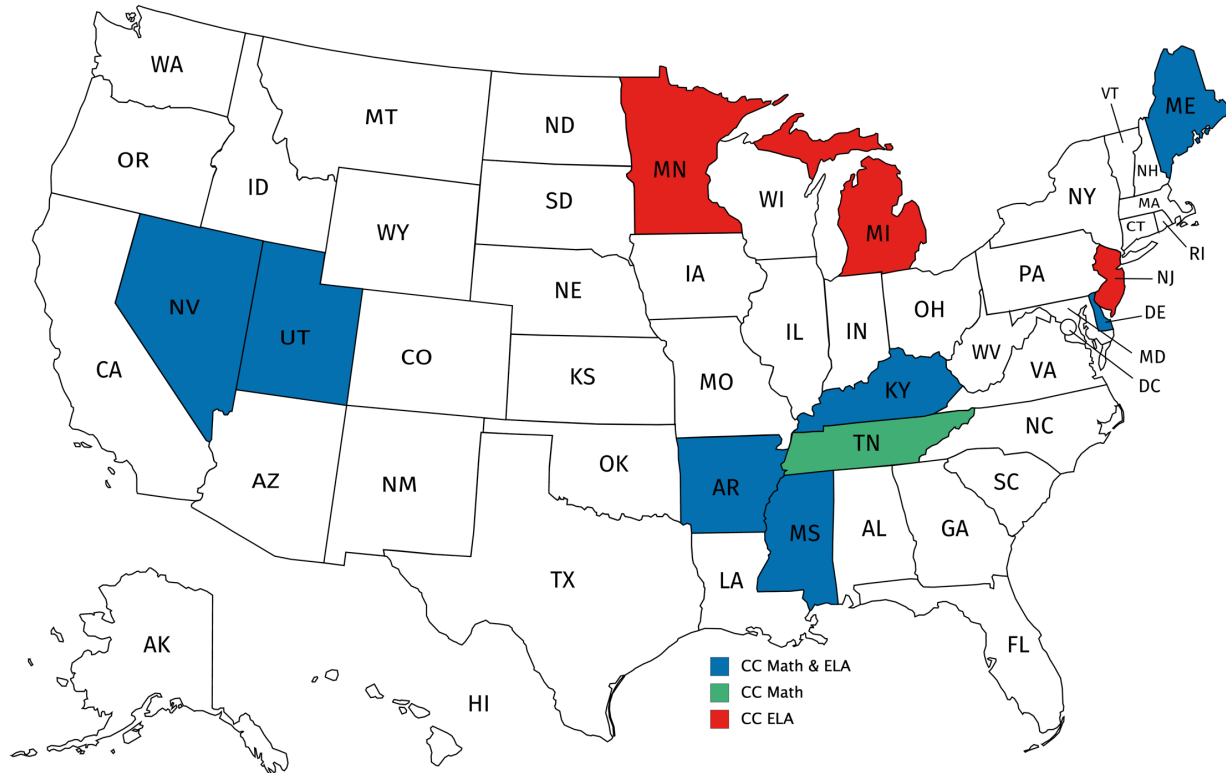 WA
MT
ND
MN
VT
ME
OR
ID
SD
WI
NH
NY
MA
WY
MI
CT
RI
IA
PA
NJ
NE
NV
OH
DE
UT
IL
IN
CO
WV
MD
CA
KS
MO
VA
DC
KY
NC
TN
OK
AZ
NM
AR
SC
MS
AL
GA
TX
LA
AK
FL
HI
CC Math & ELA
CC Math
CC ELA